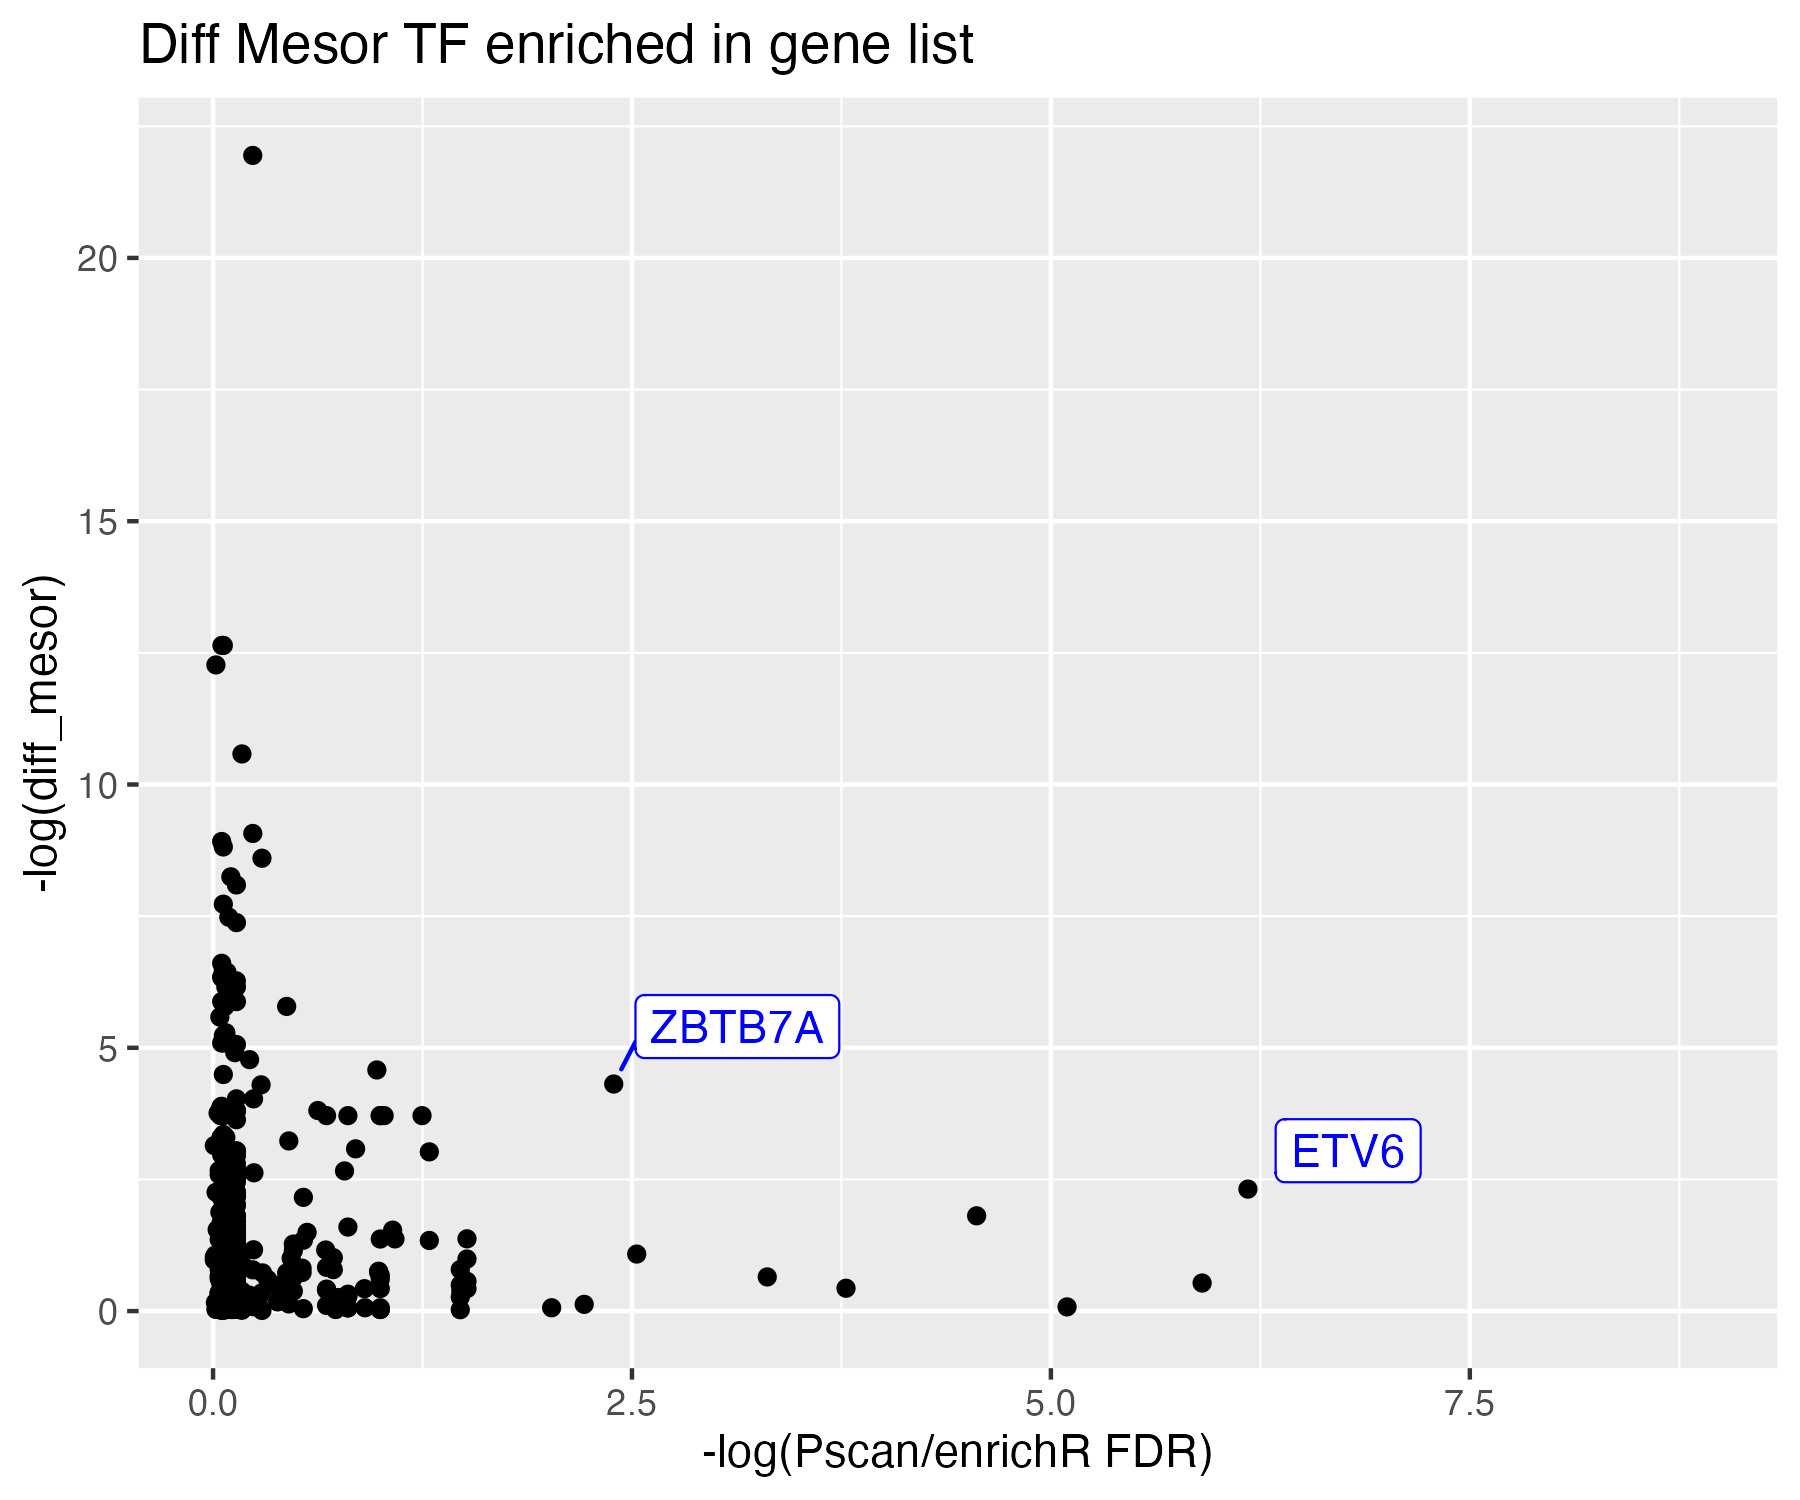 Diff Mesor TF enriched in gene list
-log(diff_mesor)
20
15
10
5
0
ZBTB7A
ETV6
0.0
2.5
5.0
7.5
-log(Pscan/enrichR FDR)